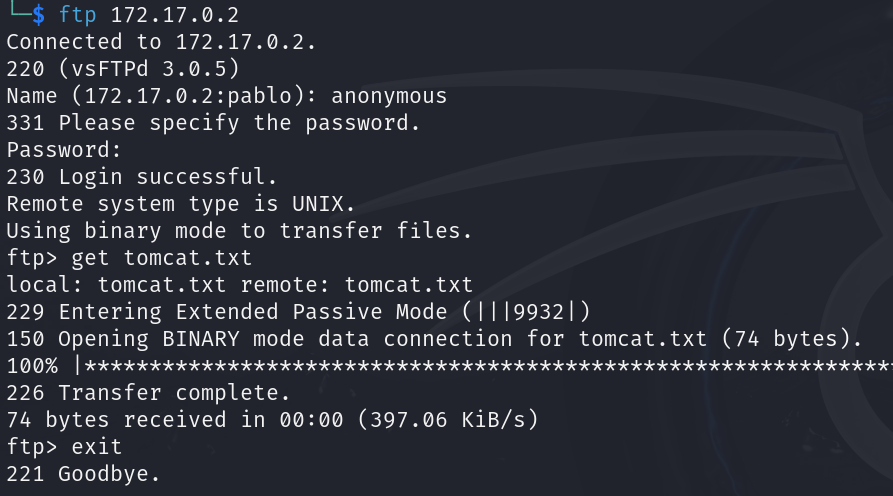 └─$ ftp 172.17.0.2
Connected to 172.17.0.2.
220 (vsFTPd 3.0.5)
Name (172.17.0.2:pablo): anonymous
331 Please specify the password.
Password:
230 Login successful.
Remote system type is UNIX.
Using binary mode to transfer files.
ftp> get tomcat.txt
local: tomcat.txt remote: tomcat.txt
229 Entering Extended Passive Mode (|||9932|)
150 Opening BINARY mode data connection for tomcat.txt (74 bytes).
100% |**************************************************************
226 Transfer complete.
74 bytes received in 00:00 (397.06 KiB/s)
ftp> exit
221 Goodbye.